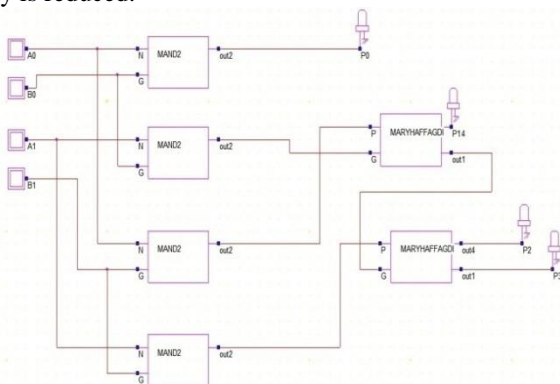 y is reduced.
A0
N
MAND2
out2
P0
B0
G
A1
N
MAND2
out2
P
MARYHAFFAGDI
P14
G
G
out1
B1
N
MAND2
out2
P
MARYHAFFAGDI
out4
P2
G
G
out1
N
MAND2
out2
G